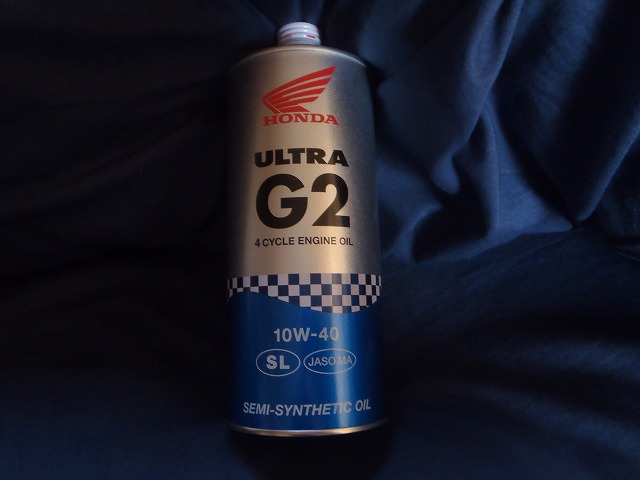 HONDA
ULTRA
G2
4 CYCLE ENGINE OIL
10W-40
SL JASO MA
SEMI-SYNTHETIC OIL